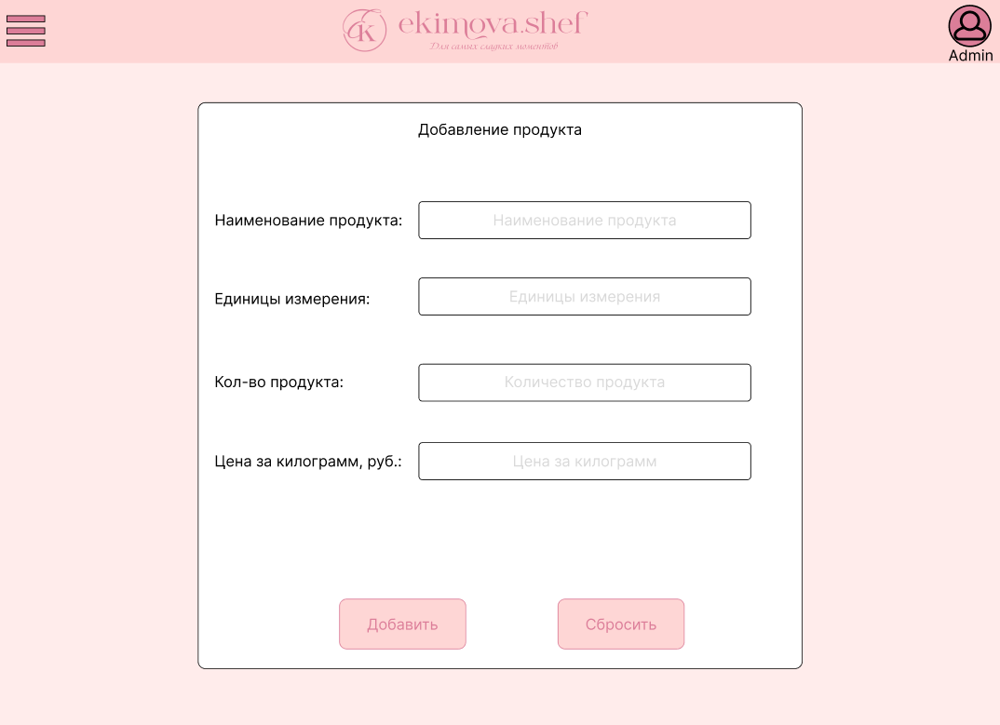 ekimova.shef
Для самых сладких моментов
Admin
Добавление продукта
Наименование продукта: Наименование продукта
Единицы измерения: Единицы измерения
Кол-во продукта: Количество продукта
Цена за килограмм, руб.: Цена за килограмм
Добавить Сбросить